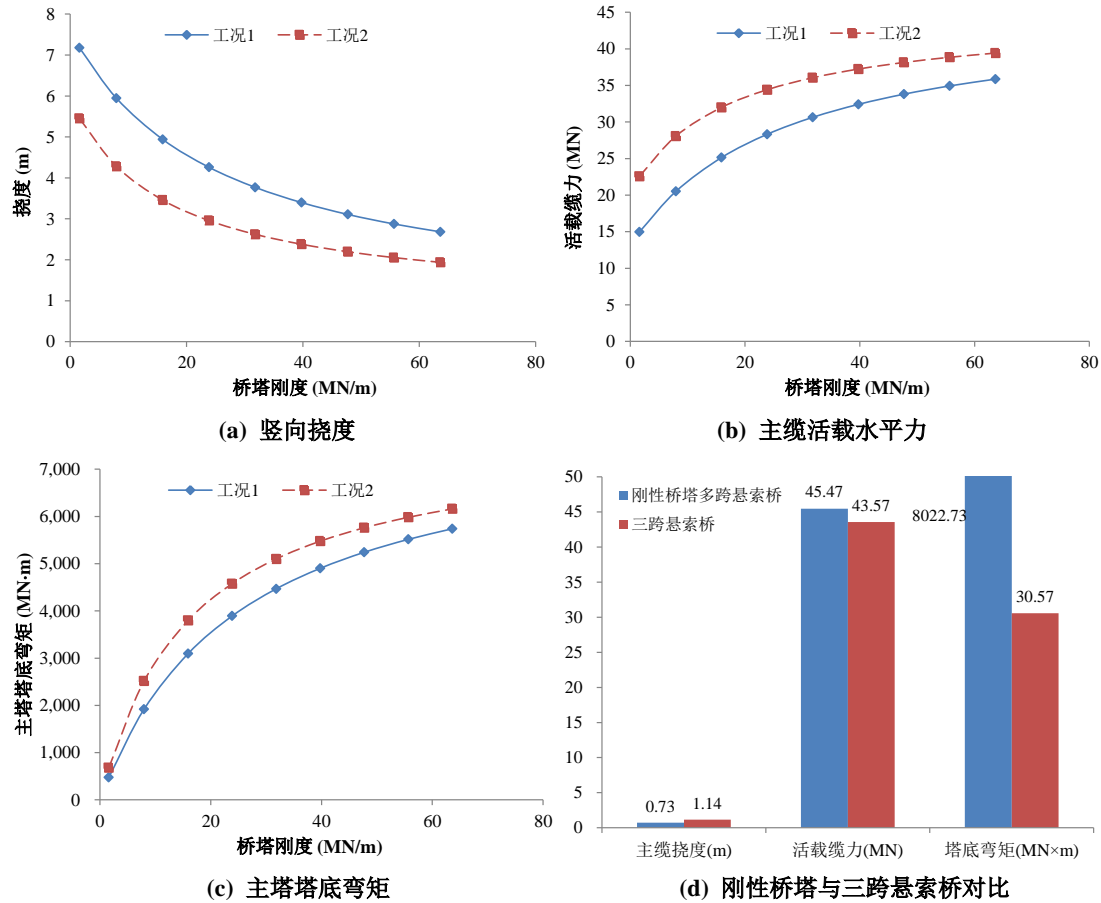 8
7
6
5
4
3
2
1
0
挠度 (m)
工况1
工况2
0
20
40
60
80
桥塔刚度 (MN/m)
(a) 竖向挠度
45
40
35
30
25
20
15
10
5
0
活载缆力 (MN)
工况1
工况2
0
20
40
60
80
桥塔刚度 (MN/m)
(b) 主缆活载水平力
7,000
6,000
5,000
4,000
3,000
2,000
1,000
0
主塔塔底弯矩 (MN·m)
工况1
工况2
0
20
40
60
80
桥塔刚度 (MN/m)
(c) 主塔塔底弯矩
50
45
40
35
30
25
20
15
10
5
0
刚性桥塔多跨悬索桥
三跨悬索桥
0.73
1.14
45.47
43.57
8022.73
30.57
主缆挠度(m)
活载缆力(MN)
塔底弯矩(MN×m)
(d) 刚性桥塔与三跨悬索桥对比